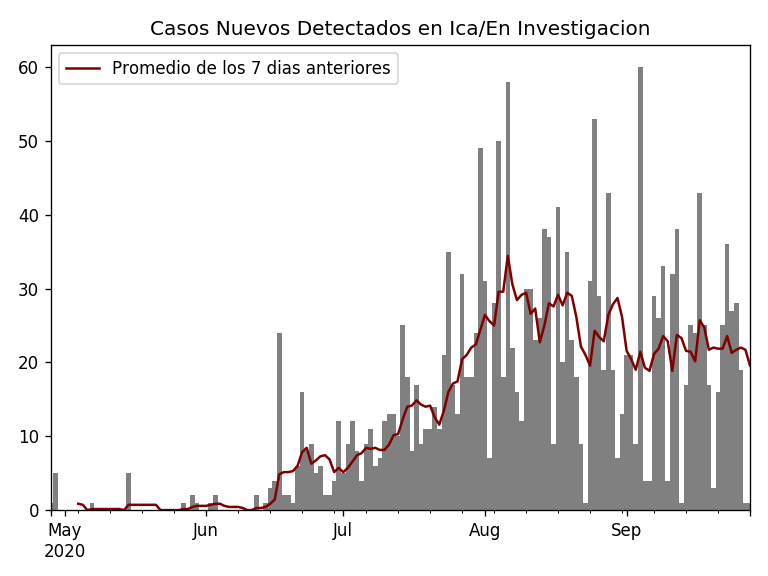 Casos Nuevos Detectados en Ica/En Investigacion
Promedio de los 7 dias anteriores
60
50
40
30
20
10
0
May Jun Jul Aug Sep
2020